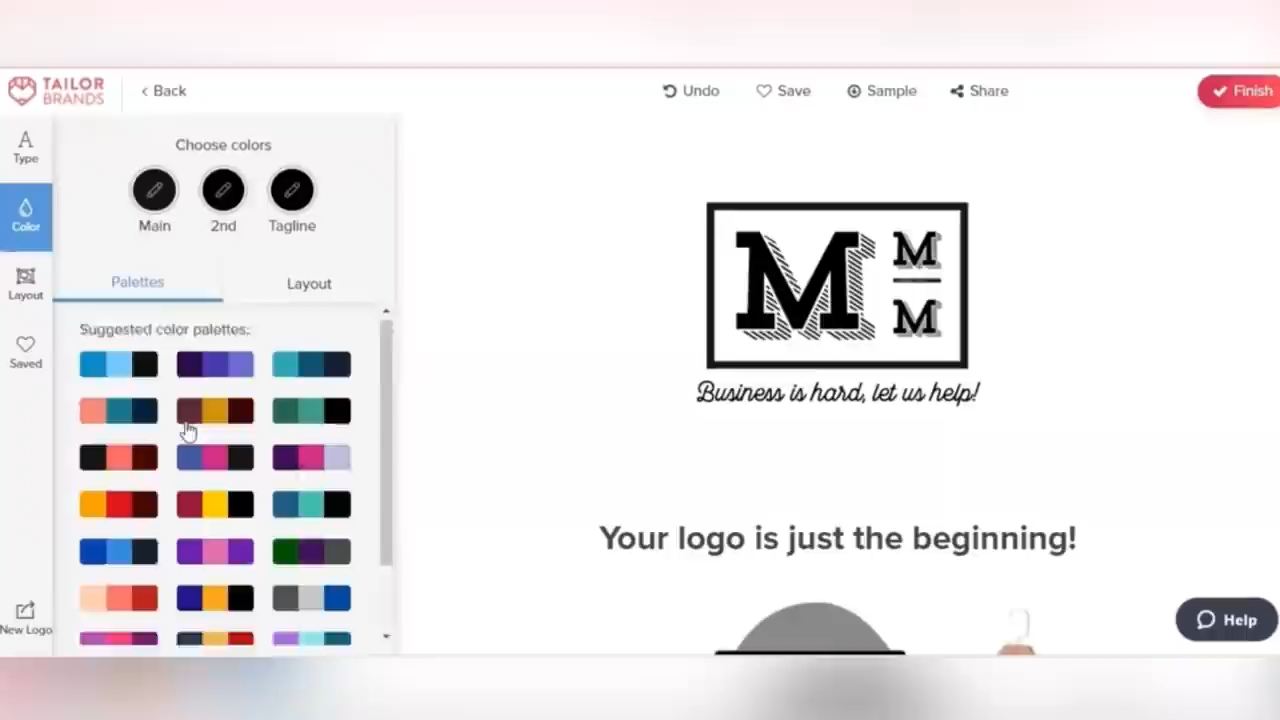 TAILOR
BRANDS
Back
Undo
Save
Sample
Share
Finish
Type
Color
Layout
Saved
New Logo
Choose colors
Main
2nd
Tagline
Palettes
Layout
Suggested color palettes:
M
M
M
Business is hard, let us help!
Your logo is just the beginning!
Help